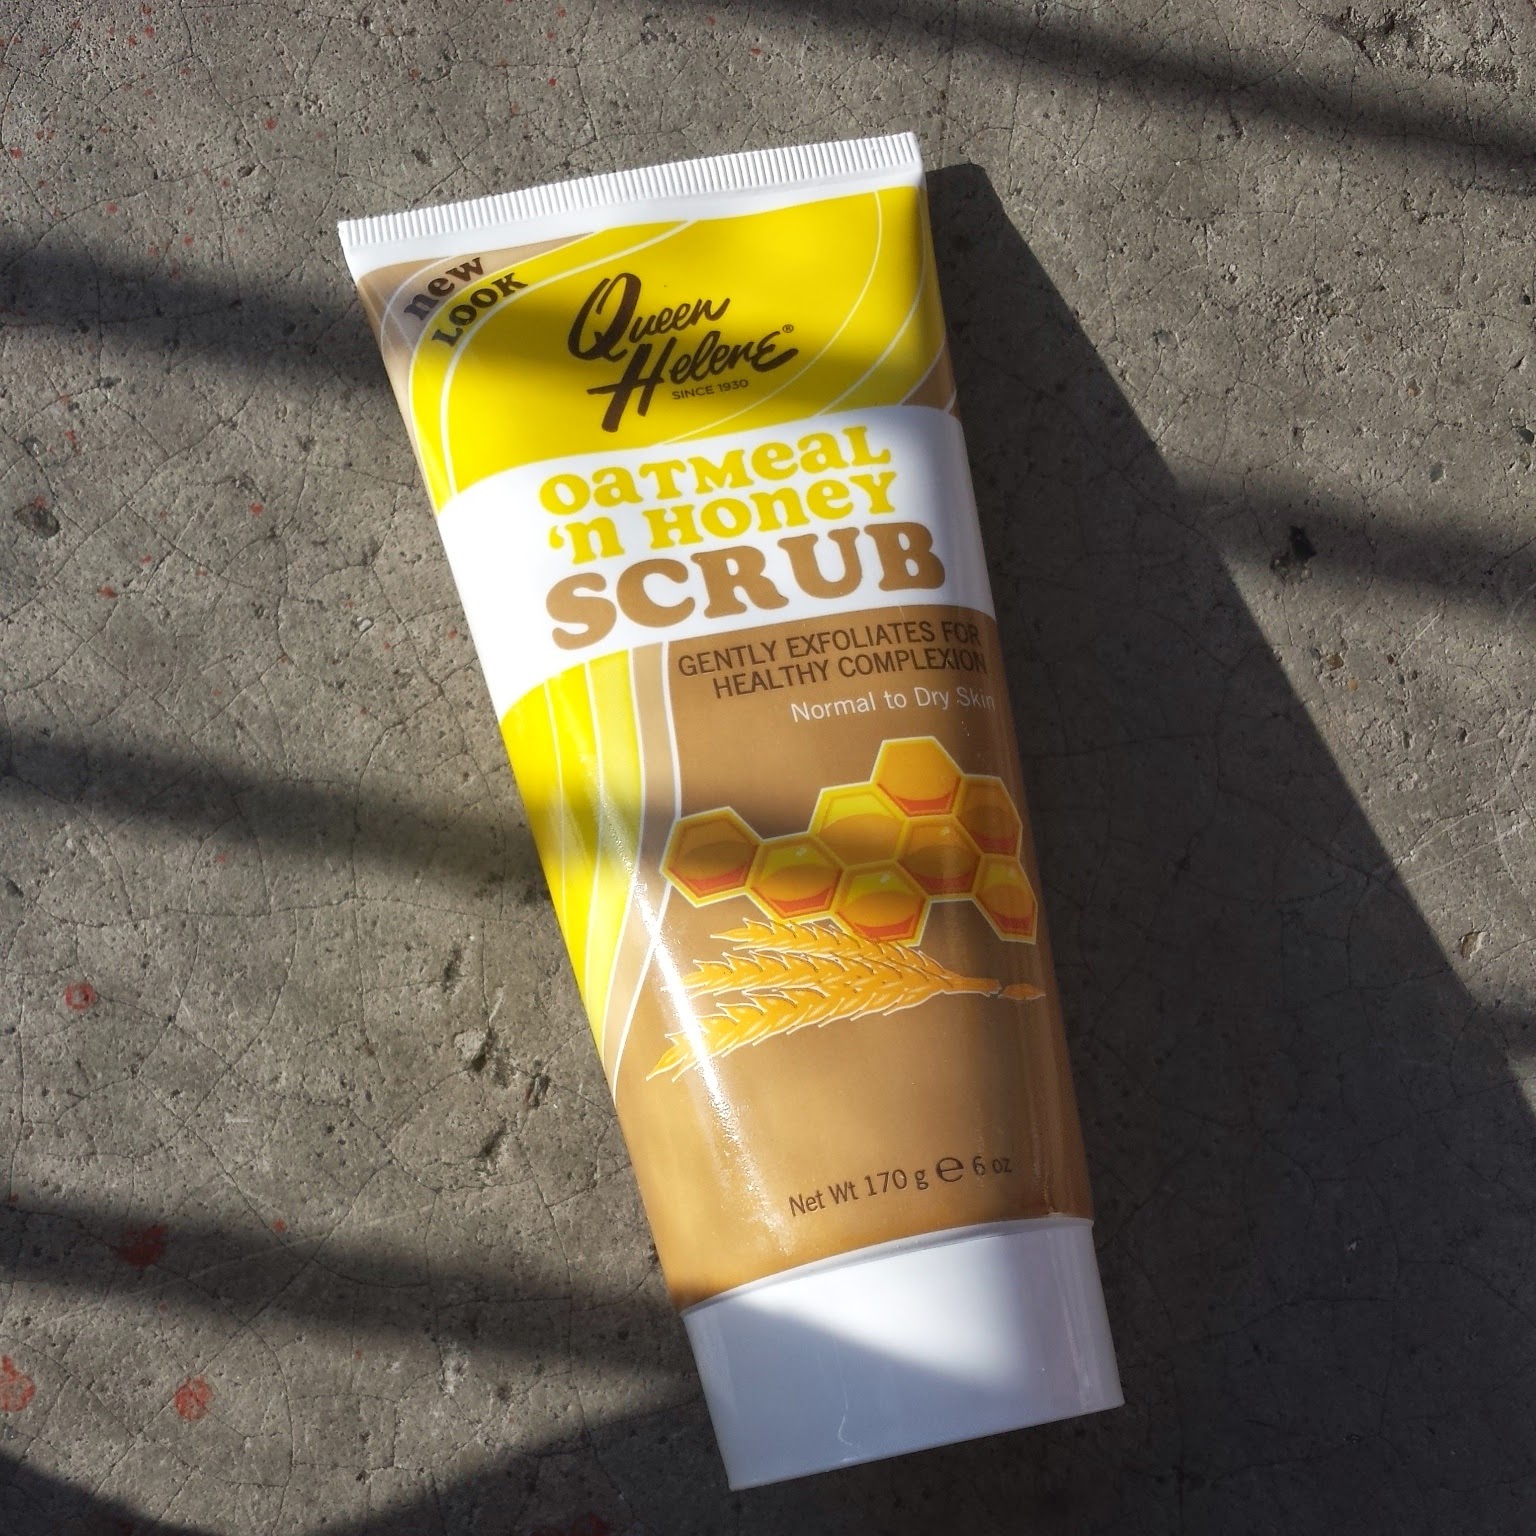 new
LOOK
Queen
Helene®
SINCE 1930
OaTMeaL
'n Honey
SCRUB
GENTLY EXFOLIATES FOR
HEALTHY COMPLEXION
Normal to Dry Skin
Net Wt 170 g ℮ 6 oz